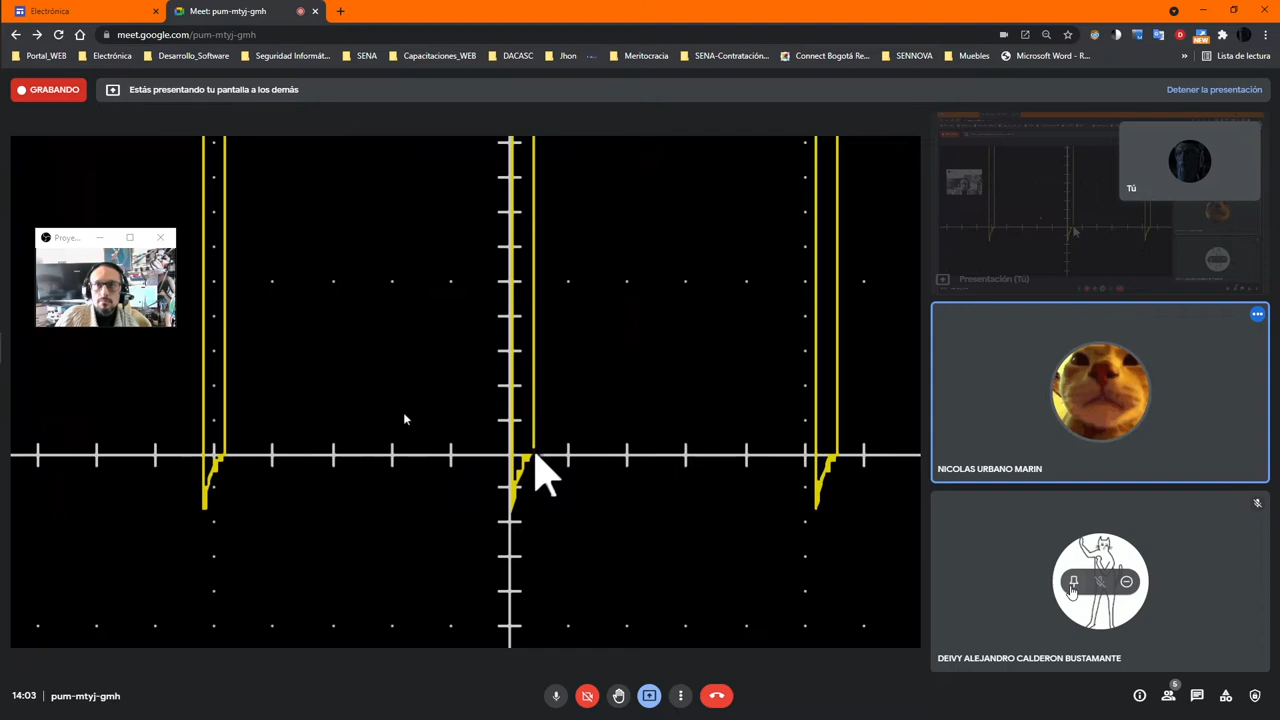 Electrónica
Meet: pum-mtyj-gmh
meet.google.com/pum-mtyj-gmh
Portal_WEB
Electrónica
Desarrollo_Software
Seguridad Informát...
SENA
Capacitaciones_WEB
DACASC
Jhon
Meritocracia
SENA-Contratación...
Connect Bogotá Re...
SENNOVA
Muebles
Microsoft Word - R...
»
Lista de lectura
NEW
GRABANDO
Estás presentando tu pantalla a los demás
Detener la presentación
Proye...
Tú
Presentación (Tú)
NICOLAS URBANO MARIN
DEIVY ALEJANDRO CALDERON BUSTAMANTE
14:03
pum-mtyj-gmh
5